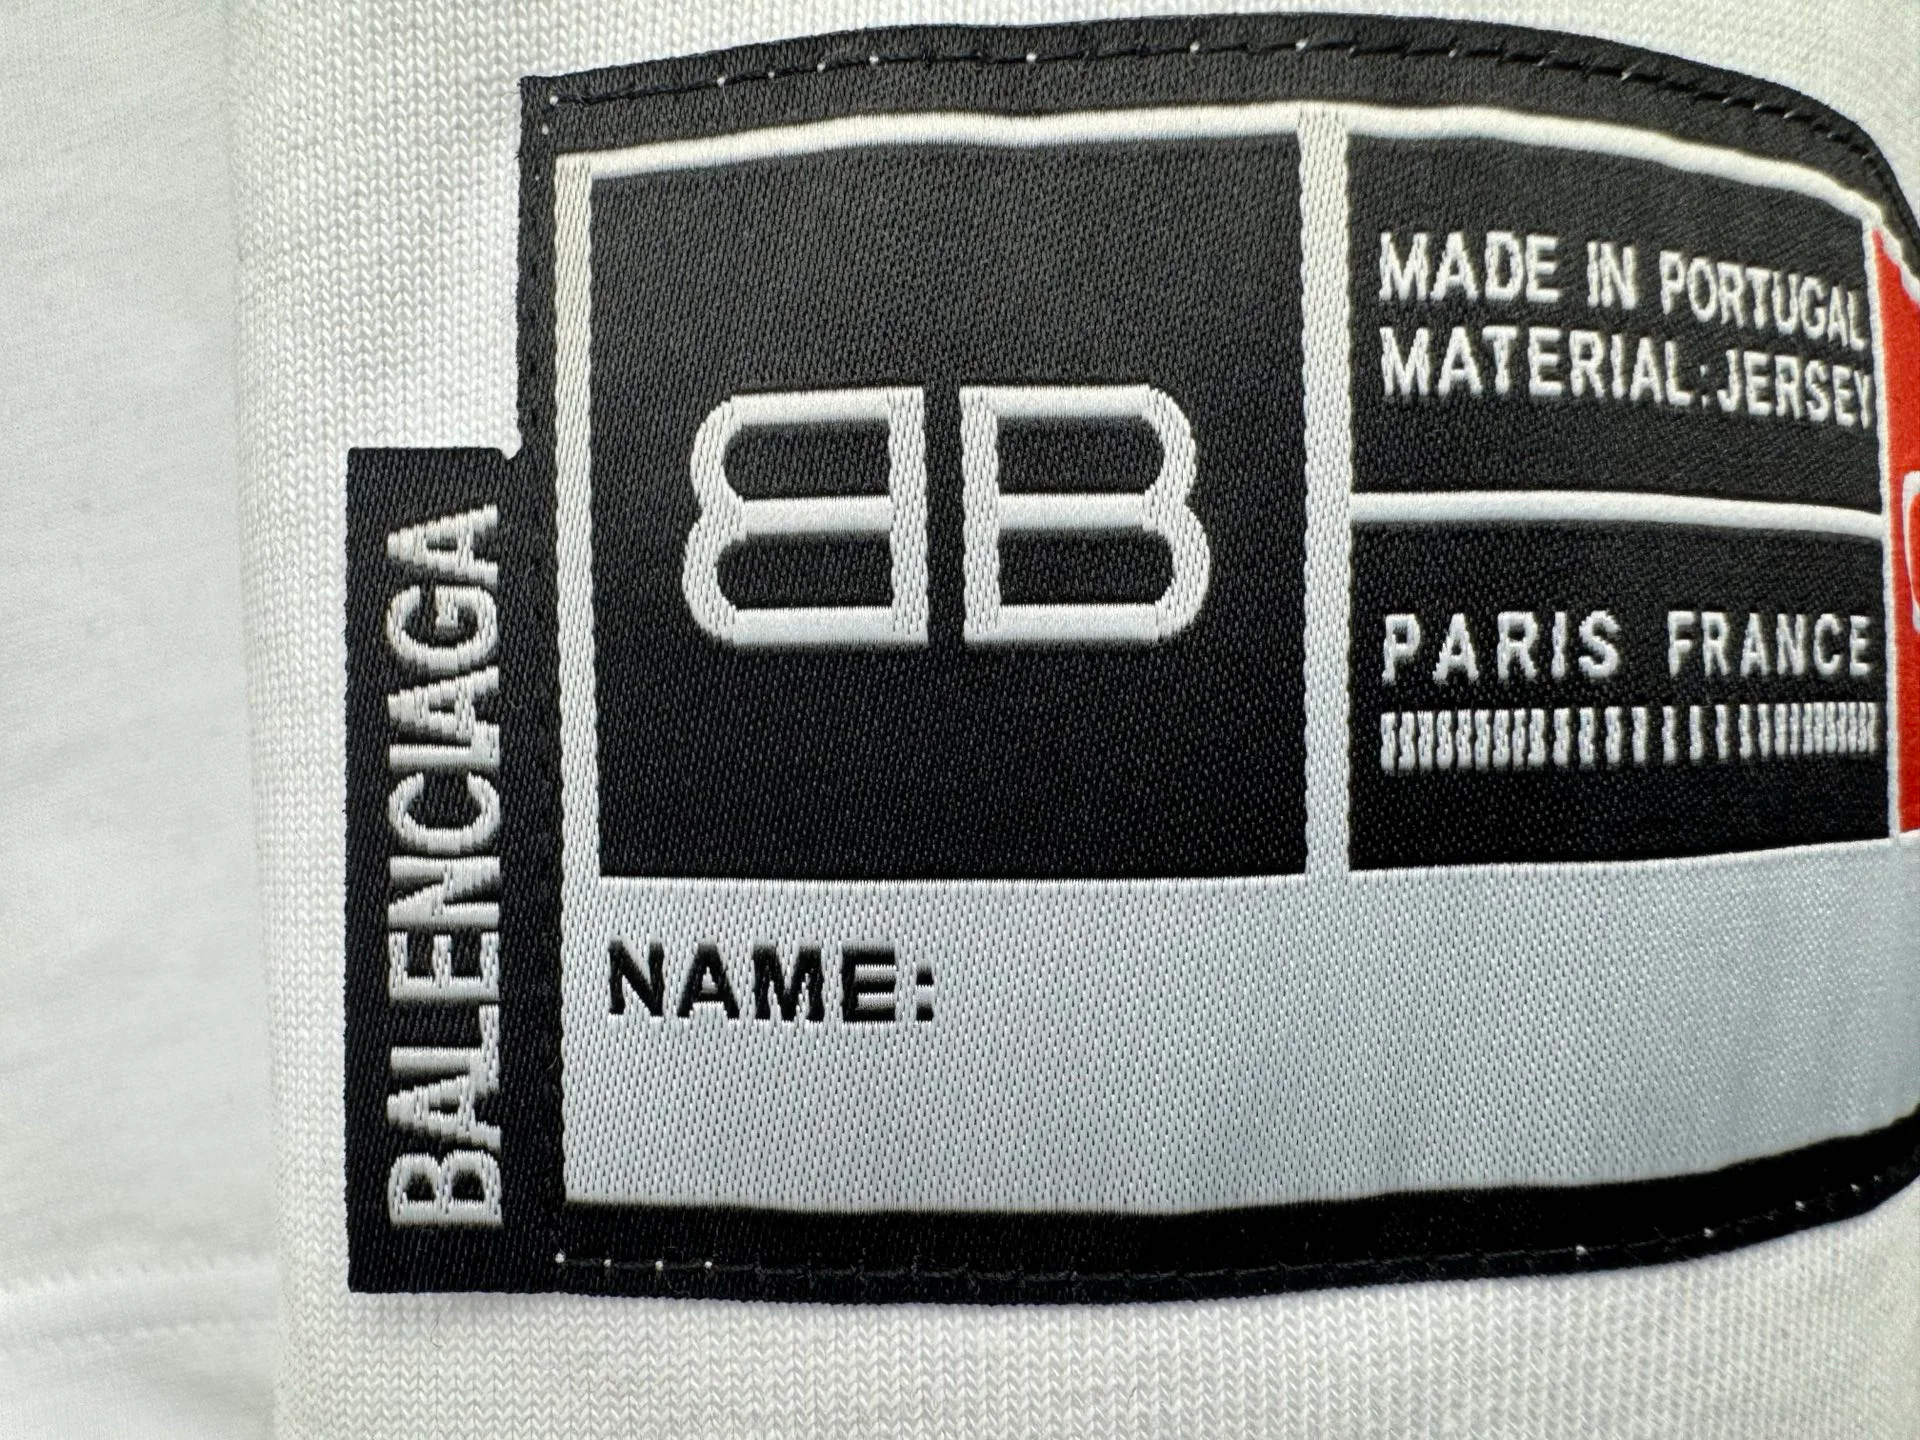 BALENCIAGA
BB
MADE IN PORTUGAL
MATERIAL: JERSEY
PARIS FRANCE
NAME: